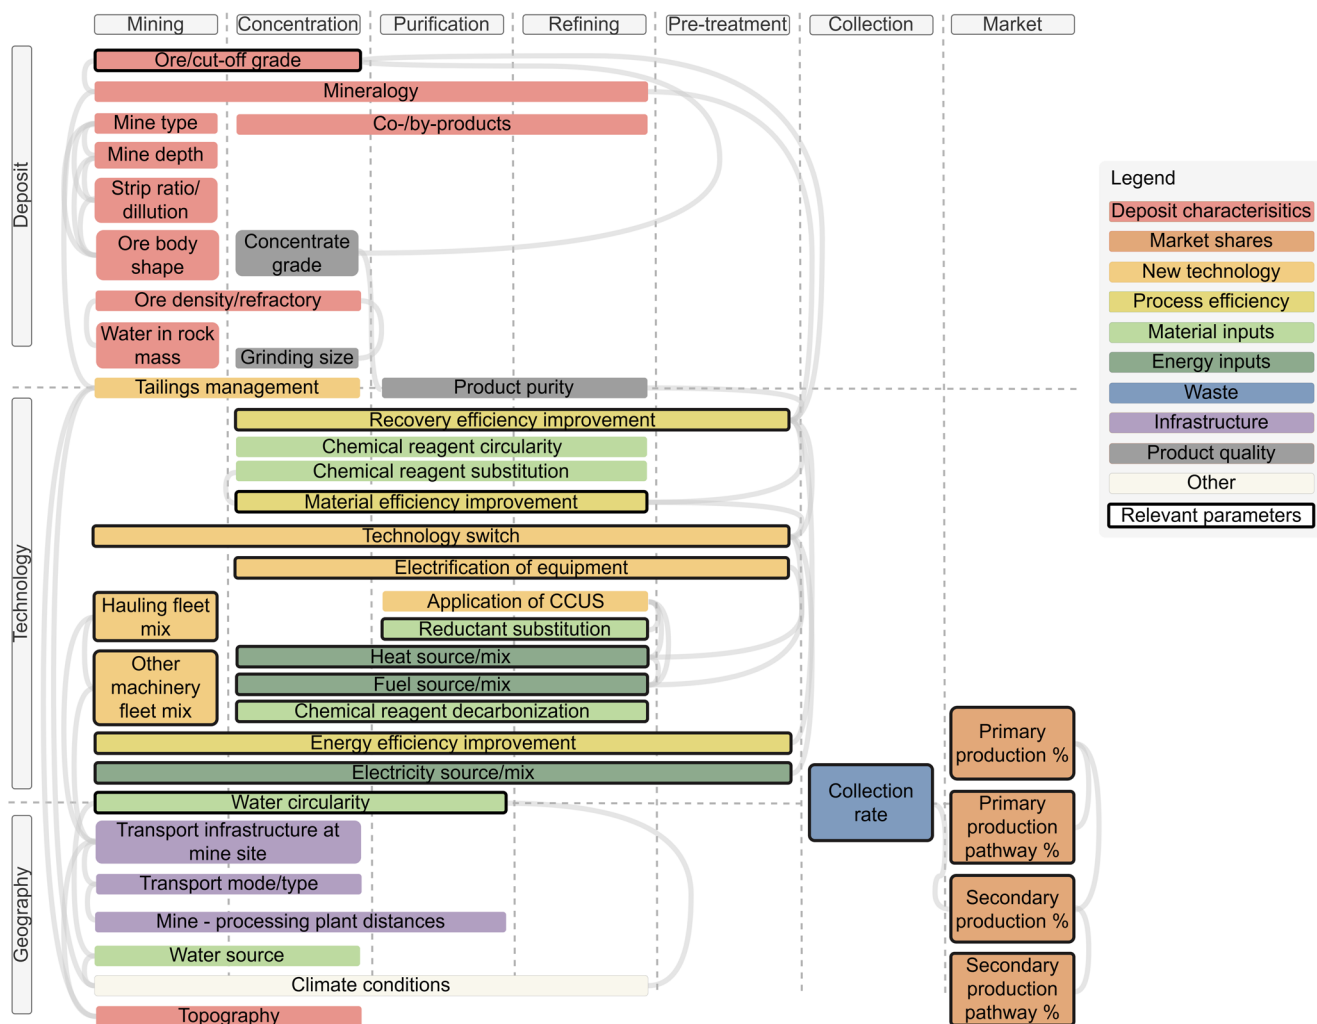 Mining
Concentration
Purification
Refining
Pre-treatment
Collection
Market
Deposit
Ore/cut-off grade
Mineralogy
Mine type
Co-/by-products
Mine depth
Strip ratio/
dillution
Ore body
shape
Concentrate
grade
Ore density/refractory
Water in rock
mass
Grinding size
Tailings management
Product purity
Technology
Recovery efficiency improvement
Chemical reagent circularity
Chemical reagent substitution
Material efficiency improvement
Technology switch
Electrification of equipment
Hauling fleet
mix
Application of CCUS
Reductant substitution
Other
machinery
fleet mix
Heat source/mix
Fuel source/mix
Chemical reagent decarbonization
Energy efficiency improvement
Electricity source/mix
Water circularity
Geography
Transport infrastructure at
mine site
Transport mode/type
Mine - processing plant distances
Water source
Climate conditions
Topography
Collection
rate
Primary
production %
Primary
production
pathway %
Secondary
production %
Secondary
production
pathway %
Legend
Deposit characterisitics
Market shares
New technology
Process efficiency
Material inputs
Energy inputs
Waste
Infrastructure
Product quality
Other
Relevant parameters